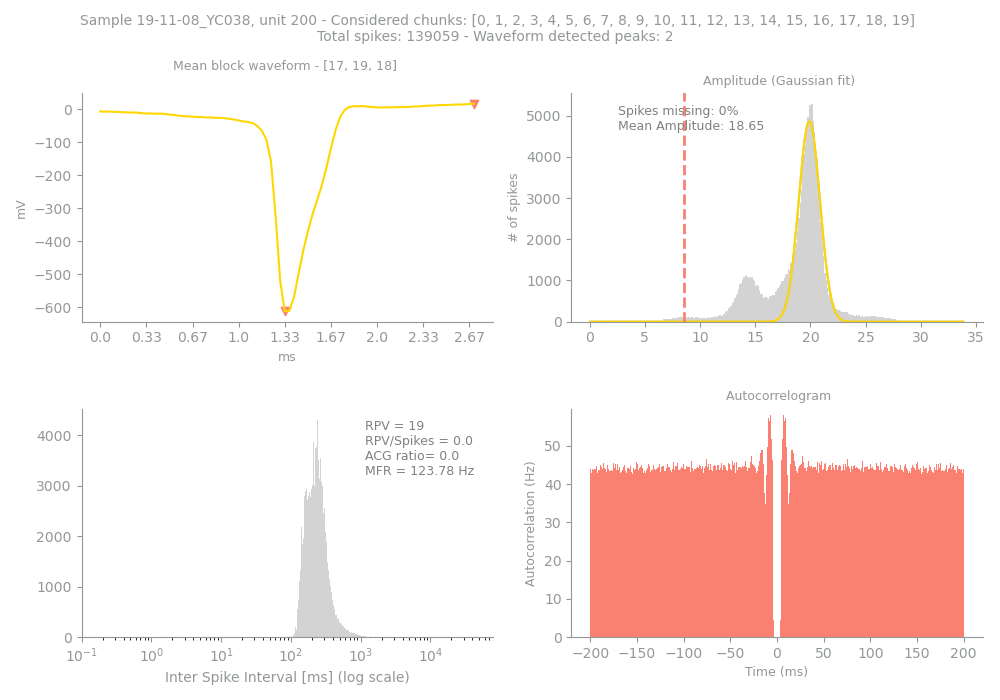 Sample 19-11-08_YC038, unit 200 - Considered chunks: [0, 1, 2, 3, 4, 5, 6, 7, 8, 9, 10, 11, 12, 13, 14, 15, 16, 17, 18, 19]
Total spikes: 139059 - Waveform detected peaks: 2
Mean block waveform - [17, 19, 18]
0
−100
−200
−300
−400
−500
−600
mV
0.0 0.33 0.67 1.0 1.33 1.67 2.0 2.33 2.67
ms
Amplitude (Gaussian fit)
Spikes missing: 0%
Mean Amplitude: 18.65
5000
4000
3000
2000
1000
0
# of spikes
0 5 10 15 20 25 30 35
4000
3000
2000
1000
0
RPV = 19
RPV/Spikes = 0.0
ACG ratio= 0.0
MFR = 123.78 Hz
10⁻¹ 10⁰ 10¹ 10² 10³ 10⁴
Inter Spike Interval [ms] (log scale)
Autocorrelogram
50
40
30
20
10
0
Autocorrelation (Hz)
−200 −150 −100 −50 0 50 100 150 200
Time (ms)